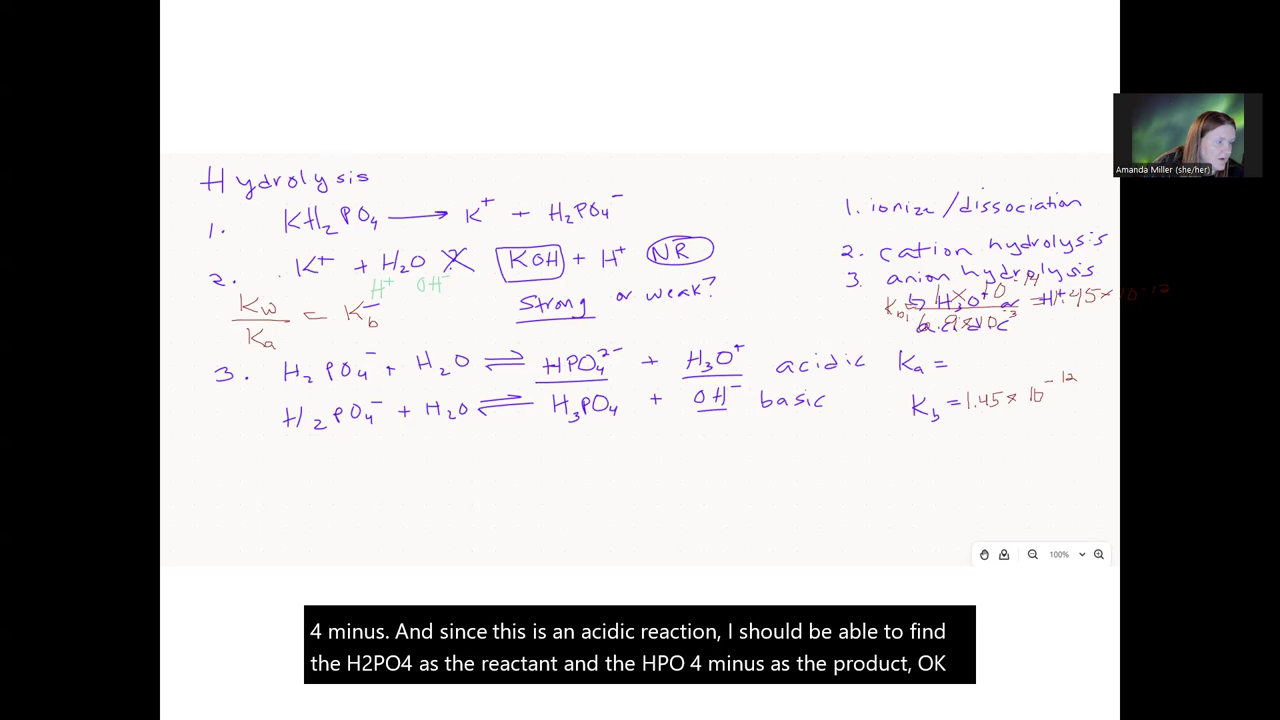 Hydrolysis
1. KH₂PO₄ ⟶ K⁺ + H₂PO₄⁻
2. K⁺ + H₂O KOH + H⁺ NR
H⁺ OH⁻
Strong or weak?
Kw/Ka = Kb
3. H₂PO₄⁻ + H₂O ⇌ HPO₄²⁻ + H₃O⁺ acidic Ka =
H₂PO₄⁻ + H₂O ⇌ H₃PO₄ + OH⁻ basic Kb = 1.45 × 10⁻¹²
1. ionize/dissociation
2. cation hydrolysis
3. anion hydrolysis
Amanda Miller (she/her)
100%
4 minus. And since this is an acidic reaction, I should be able to find
the H2PO4 as the reactant and the HPO 4 minus as the product, OK